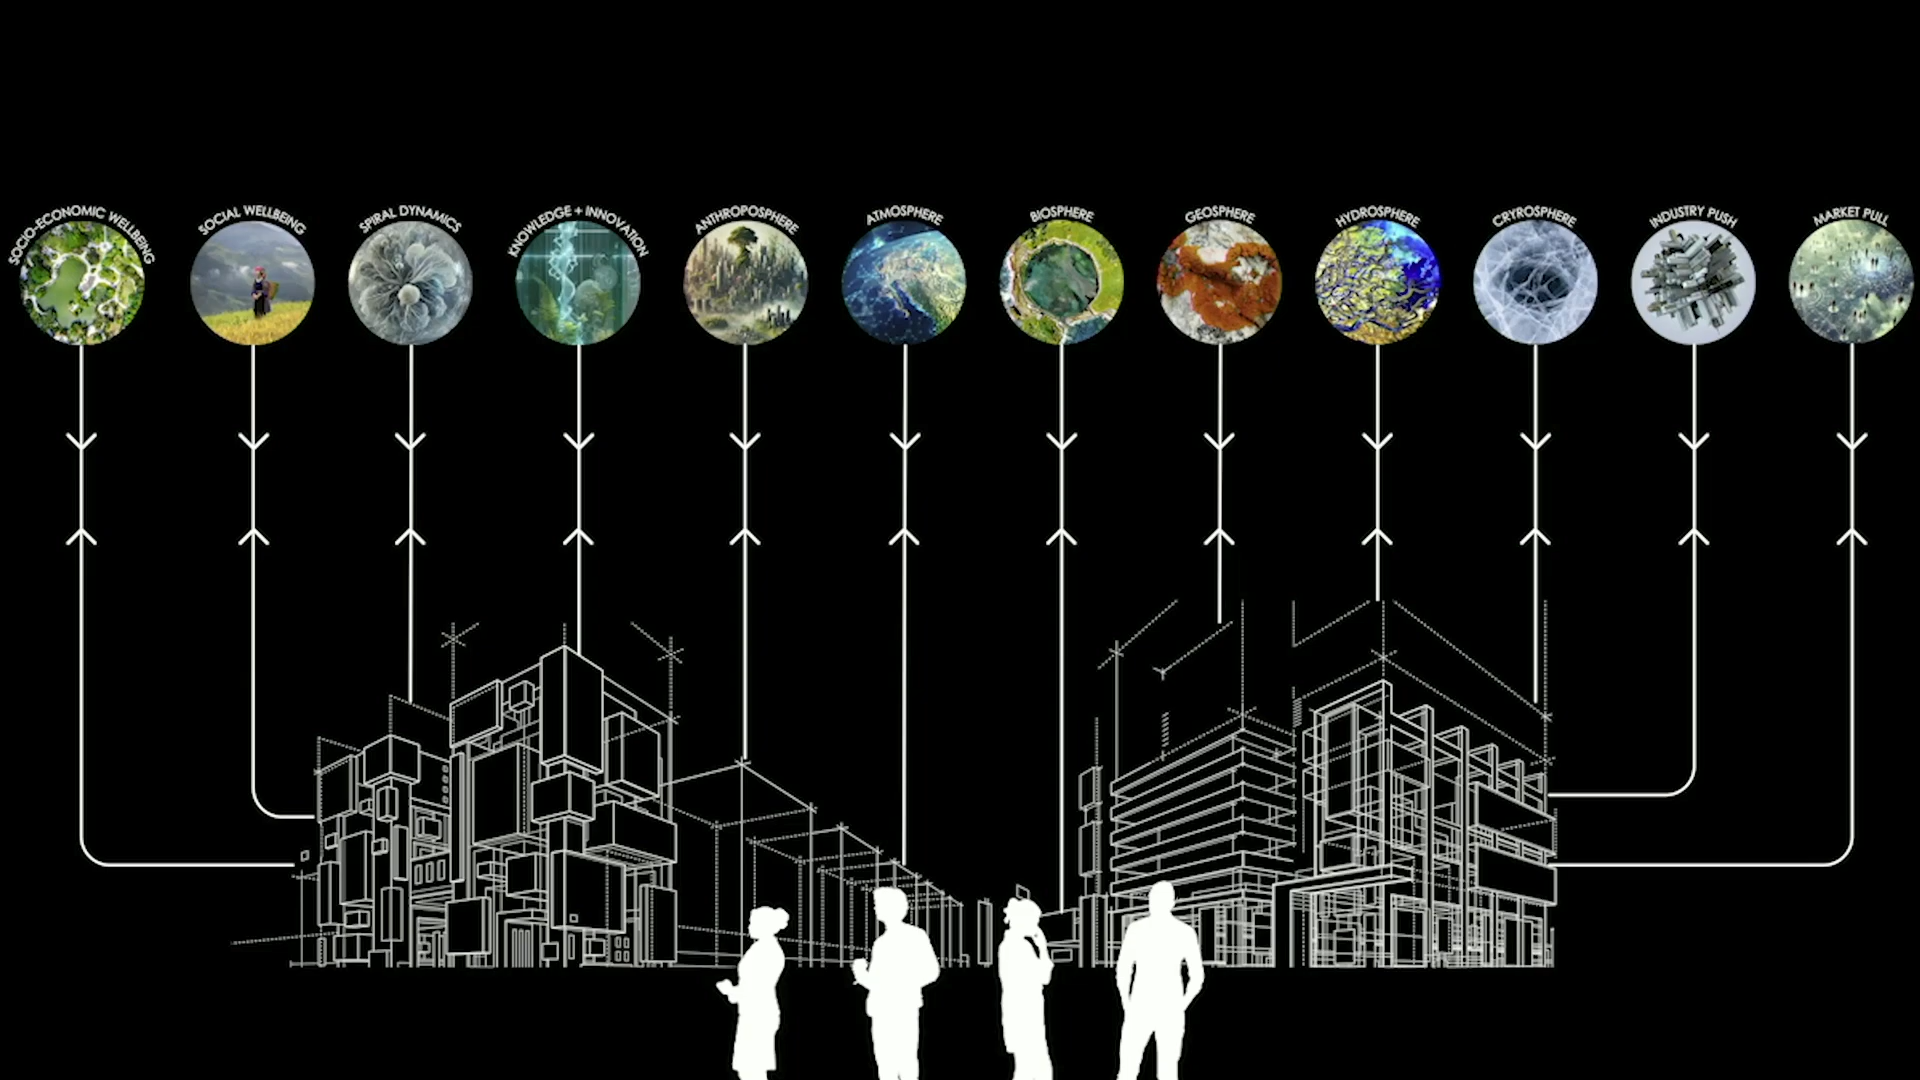 SOCIO-ECONOMIC WELLBEING
SOCIAL WELLBEING
SPIRAL DYNAMICS
KNOWLEDGE + INNOVATION
ANTHROPOSPHERE
ATMOSPHERE
BIOSPHERE
GEOSPHERE
HYDROSPHERE
CRYROSPHERE
INDUSTRY PUSH
MARKET PULL